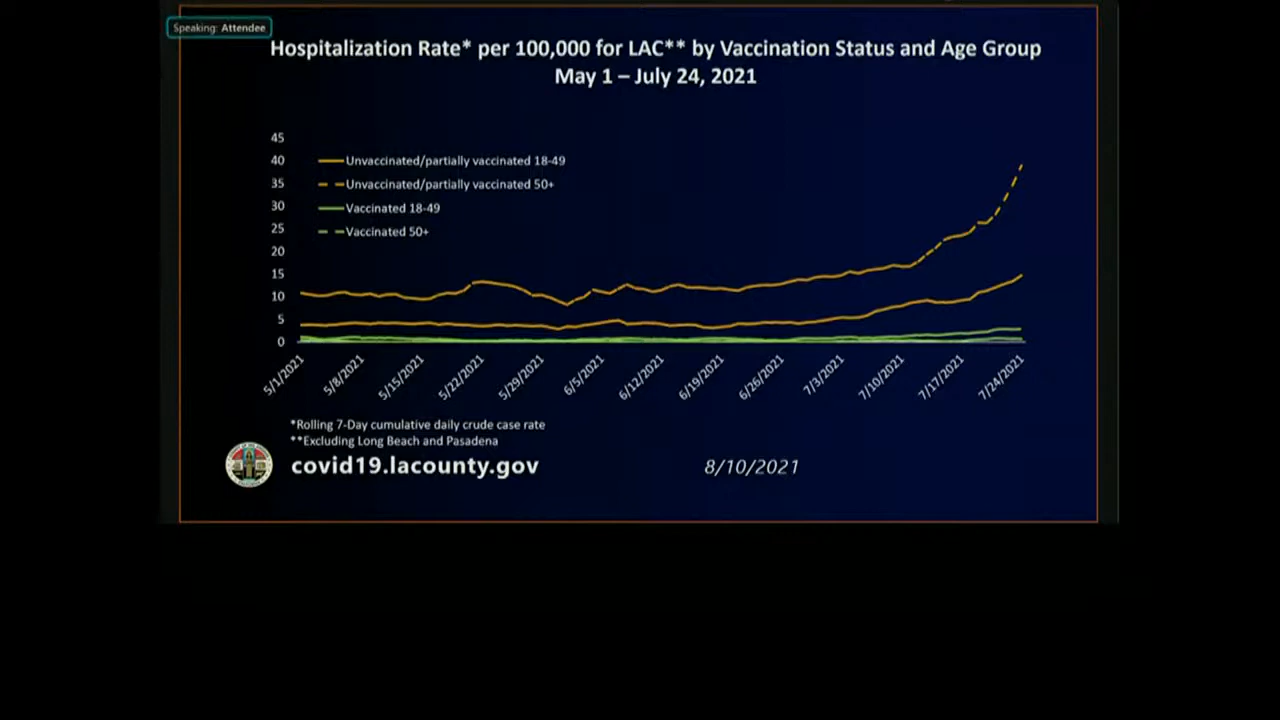 Speaking: Attendee
Hospitalization Rate* per 100,000 for LAC** by Vaccination Status and Age Group
May 1 – July 24, 2021
45
40
35
30
25
20
15
10
5
0
Unvaccinated/partially vaccinated 18-49
Unvaccinated/partially vaccinated 50+
Vaccinated 18-49
Vaccinated 50+
5/1/2021
5/8/2021
5/15/2021
5/22/2021
5/29/2021
6/5/2021
6/12/2021
6/19/2021
6/26/2021
7/3/2021
7/10/2021
7/17/2021
7/24/2021
*Rolling 7-Day cumulative daily crude case rate
**Excluding Long Beach and Pasadena
covid19.lacounty.gov
8/10/2021